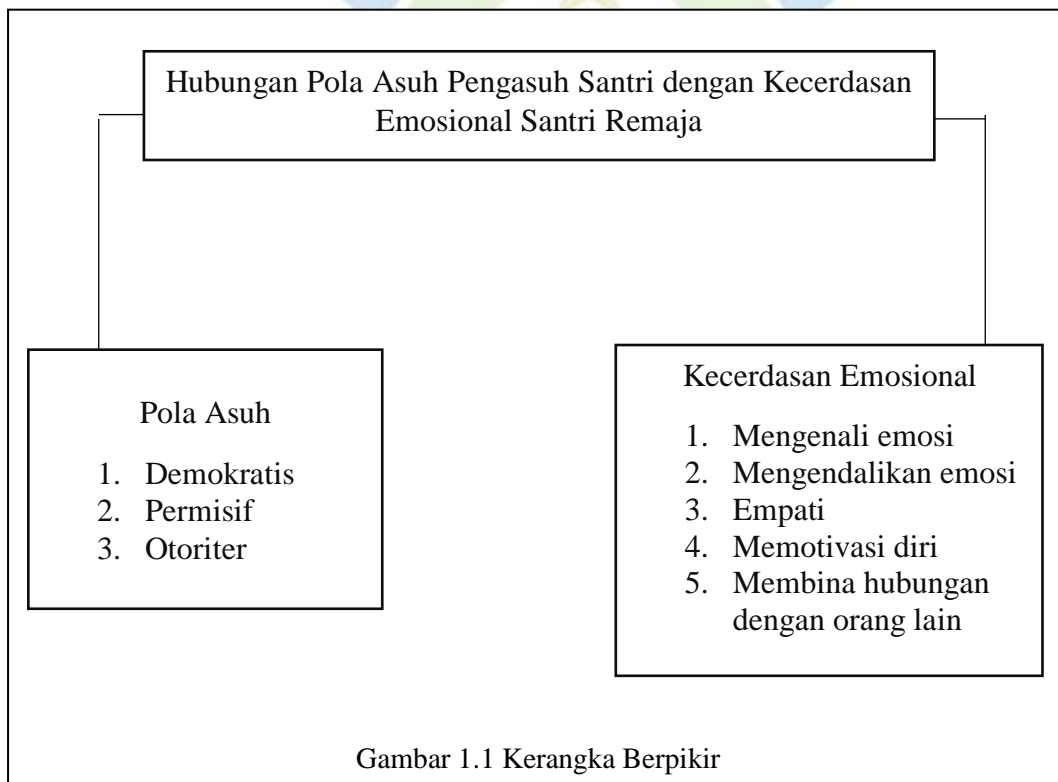 Hubungan Pola Asuh Pengasuh Santri dengan Kecerdasan
Emosional Santri Remaja
Pola Asuh
1. Demokratis
2. Permisif
3. Otoriter
Kecerdasan Emosional
1. Mengenali emosi
2. Mengendalikan emosi
3. Empati
4. Memotivasi diri
5. Membina hubungan
dengan orang lain
Gambar 1.1 Kerangka Berpikir